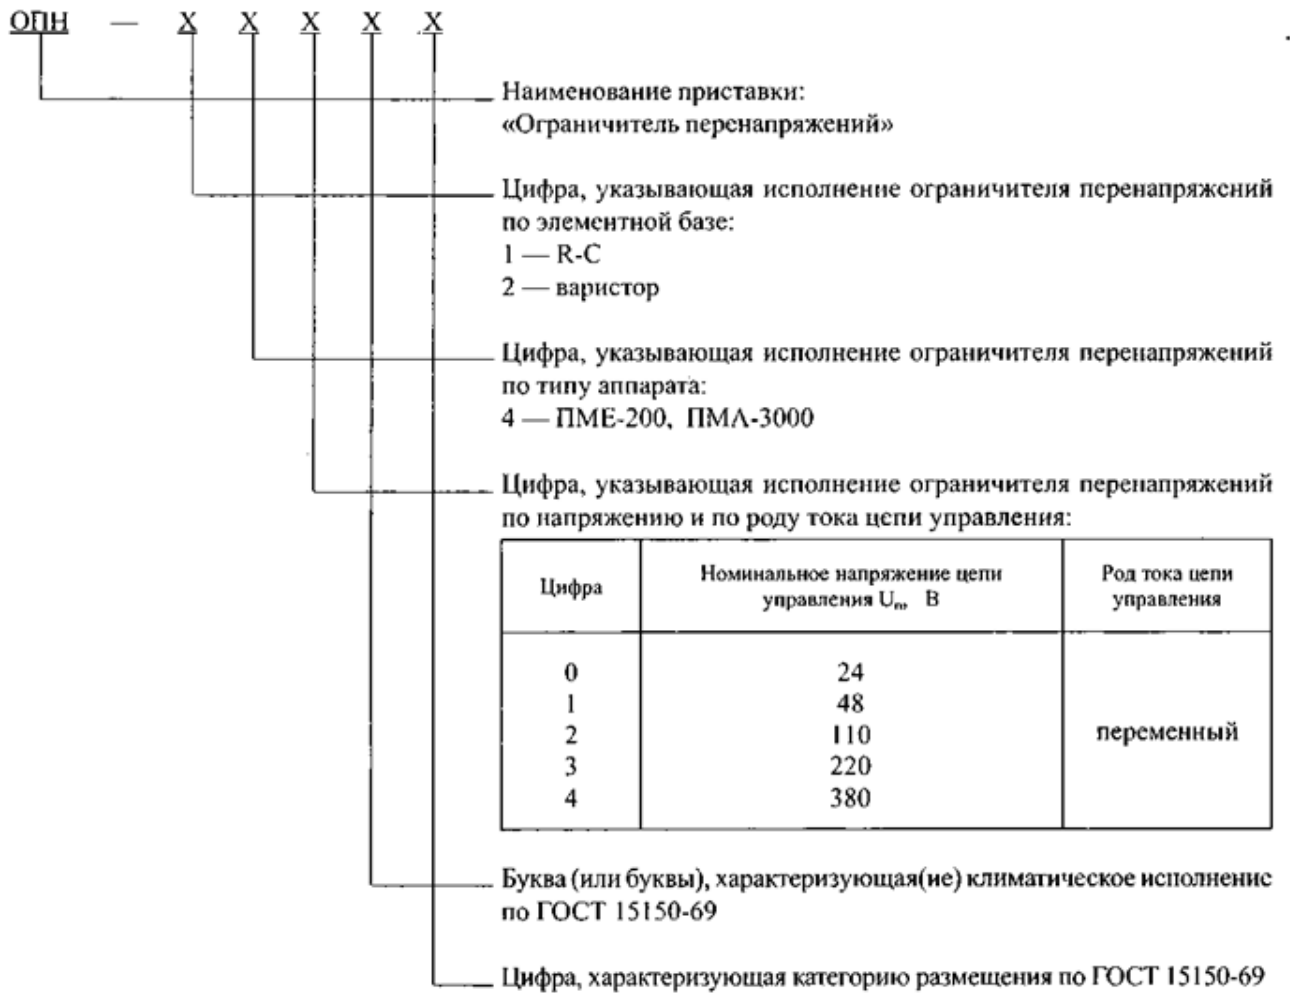 ОПН — X X X X X
Наименование приставки:
«Ограничитель перенапряжений»
Цифра, указывающая исполнение ограничителя перенапряжений
по элементной базе:
1 — R-C
2 — варистор
Цифра, указывающая исполнение ограничителя перенапряжений
по типу аппарата:
4 — ПМЕ-200, ПМЛ-3000
Цифра, указывающая исполнение ограничителя перенапряжений
по напряжению и по роду тока цепи управления:
Цифра Номинальное напряжение цепи Род тока цепи
управления Uп, В управления
0 24
1 48
2 110 переменный
3 220
4 380
Буква (или буквы), характеризующая(ие) климатическое исполнение
по ГОСТ 15150-69
Цифра, характеризующая категорию размещения по ГОСТ 15150-69